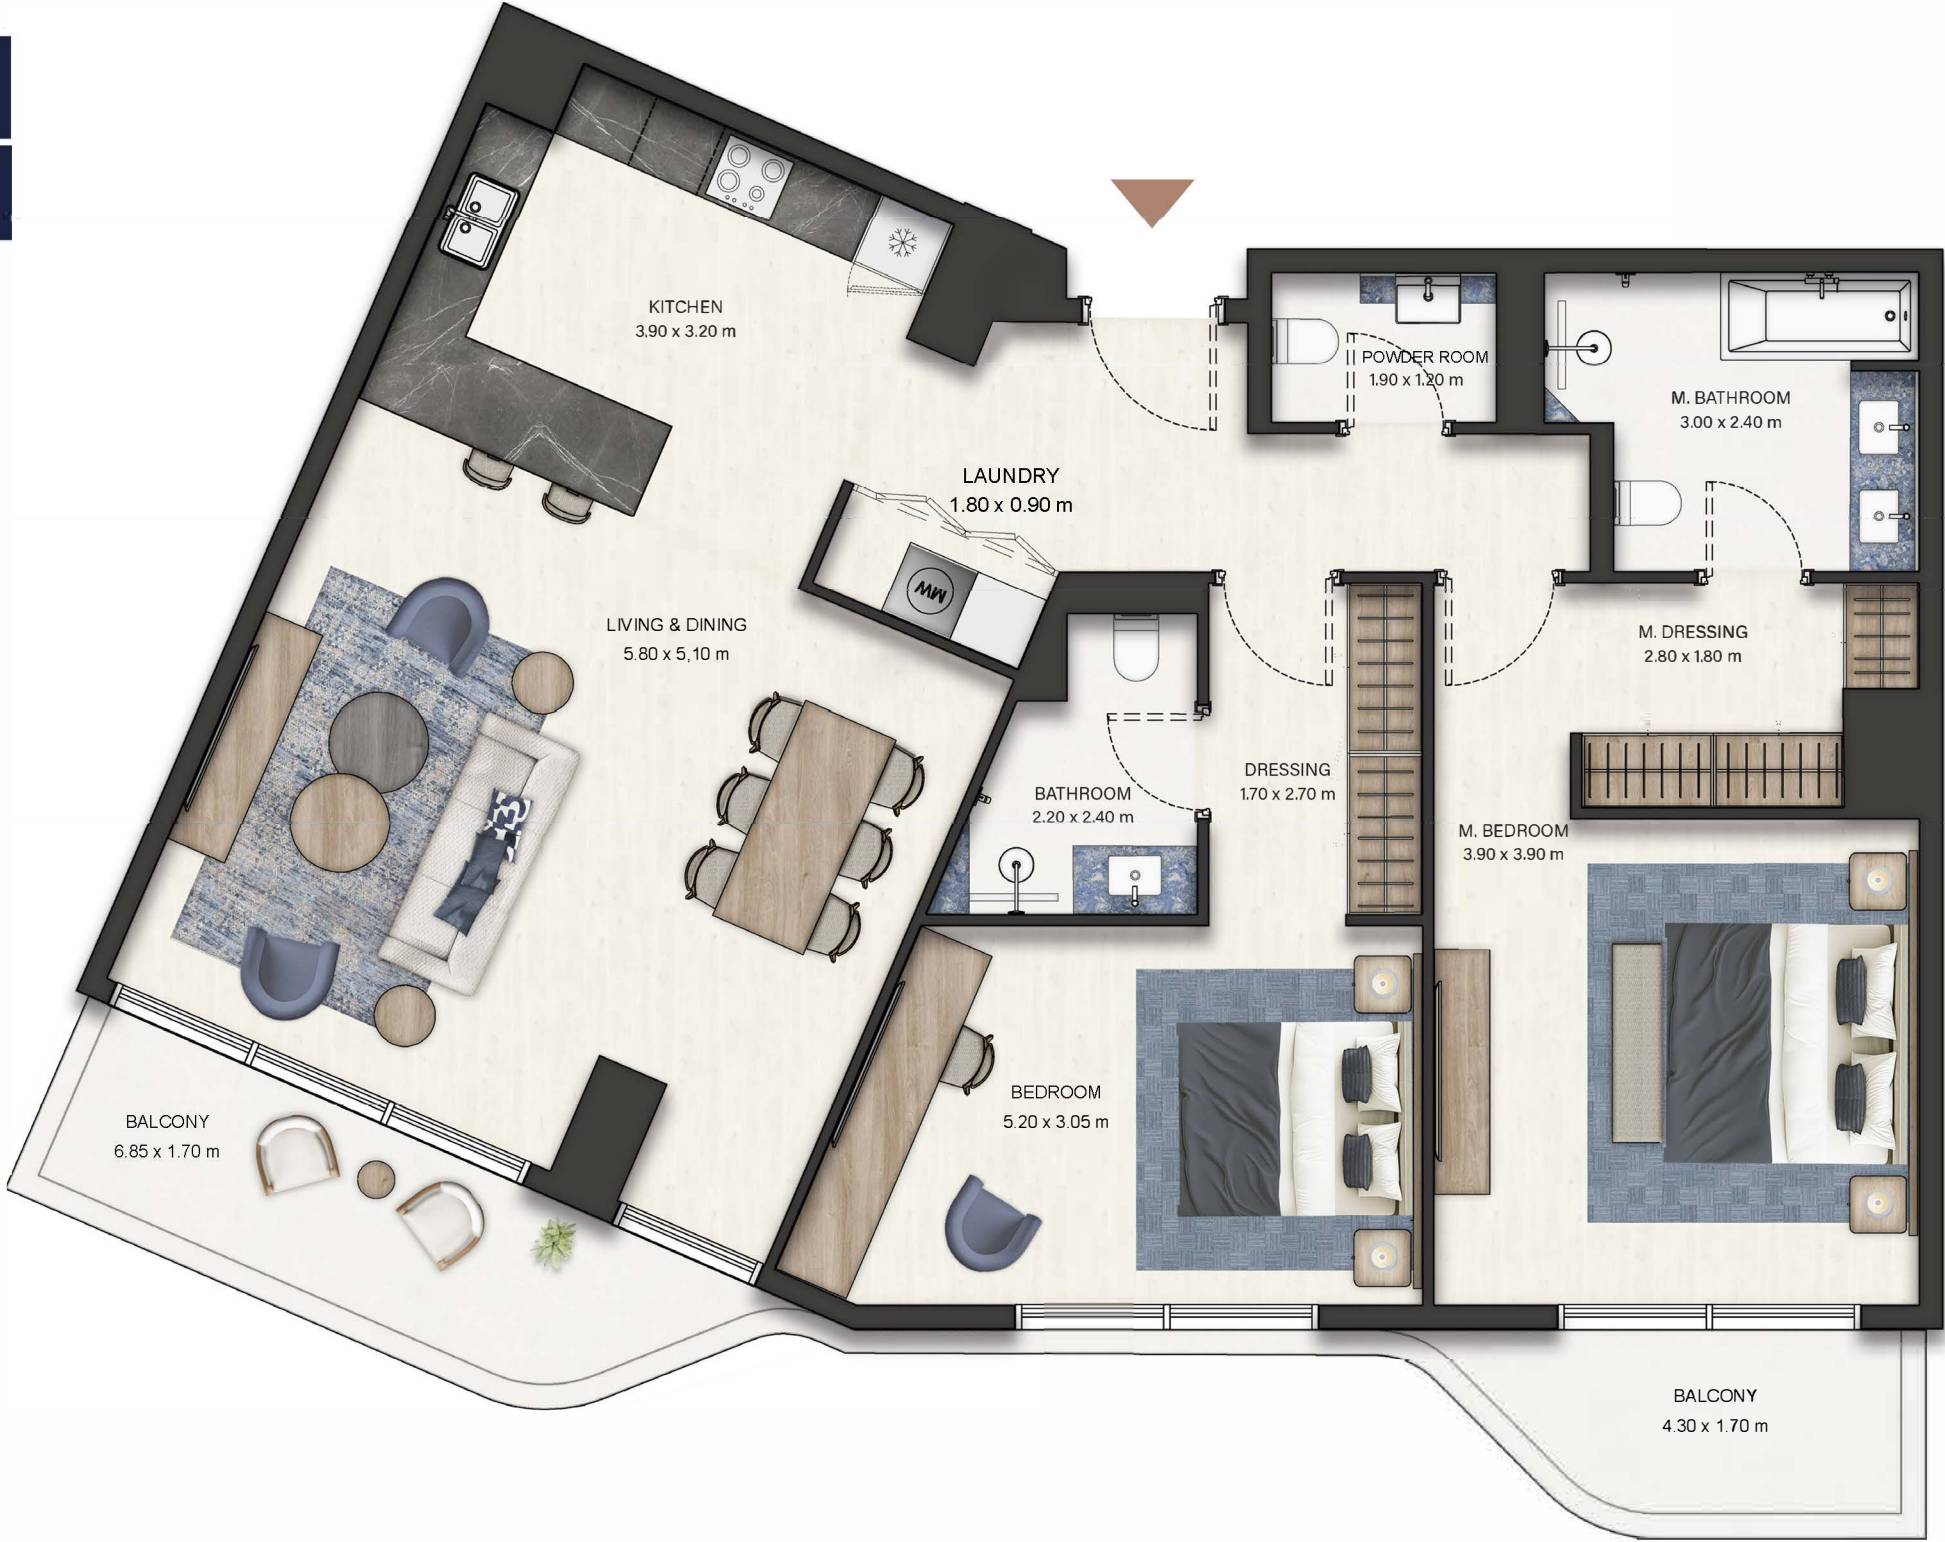 KITCHEN
3.90 x 3.20 m
POWDER ROOM
1.90 x 1.20 m
M. BATHROOM
3.00 x 2.40 m
LAUNDRY
1.80 x 0.90 m
MW
LIVING & DINING
5.80 x 5,10 m
M. DRESSING
2.80 x 1.80 m
DRESSING
1.70 x 2.70 m
BATHROOM
2.20 x 2.40 m
M. BEDROOM
3.90 x 3.90 m
BEDROOM
5.20 x 3.05 m
BALCONY
6.85 x 1.70 m
BALCONY
4.30 x 1.70 m